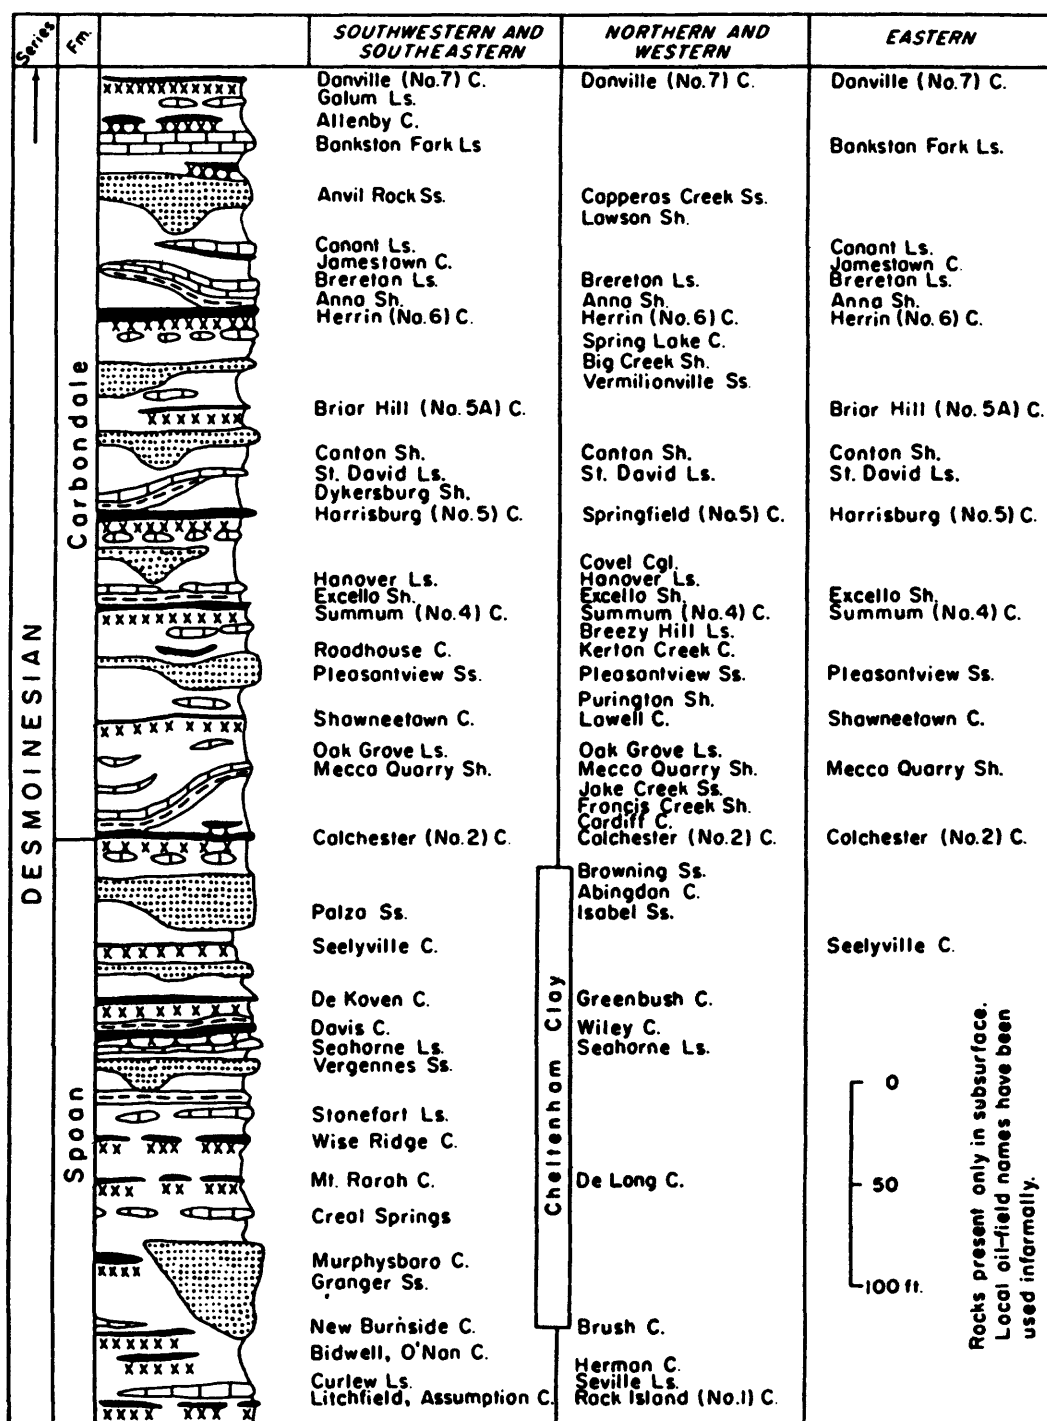 Series
Fm.
SOUTHWESTERN AND SOUTHEASTERN
NORTHERN AND WESTERN
EASTERN
DESMOINESIAN
Carbondale
Spoon
Danville (No.7) C. Danville (No.7) C. Danville (No.7) C.
Galum Ls.
Allenby C.
Bankston Fork Ls Bankston Fork Ls.
Anvil Rock Ss. Copperas Creek Ss.
Lawson Sh.
Conant Ls. Conant Ls.
Jamestown C. Jamestown C.
Brereton Ls. Brereton Ls. Brereton Ls.
Anna Sh. Anna Sh. Anna Sh.
Herrin (No.6) C. Herrin (No.6) C. Herrin (No.6) C.
Spring Lake C.
Big Creek Sh.
Vermilionville Ss.
Briar Hill (No.5A) C. Briar Hill (No.5A) C.
Canton Sh. Canton Sh. Canton Sh.
St. David Ls. St. David Ls. St. David Ls.
Dykersburg Sh.
Harrisburg (No.5) C. Springfield (No.5) C. Harrisburg (No.5) C.
Covel Cgl.
Hanover Ls. Hanover Ls.
Excello Sh. Excello Sh. Excello Sh.
Summum (No.4) C. Summum (No.4) C. Summum (No.4) C.
Breezy Hill Ls.
Roodhouse C. Kerton Creek C.
Pleasantview Ss. Pleasantview Ss. Pleasantview Ss.
Purington Sh.
Shawneetown C. Lowell C. Shawneetown C.
Oak Grove Ls. Oak Grove Ls.
Mecca Quarry Sh. Mecca Quarry Sh. Mecca Quarry Sh.
Jake Creek Ss.
Francis Creek Sh.
Cardiff C.
Colchester (No.2) C. Colchester (No.2) C. Colchester (No.2) C.
Browning Ss.
Abingdon C.
Palzo Ss. Isabel Ss.
Seelyville C. Seelyville C.
De Koven C. Greenbush C.
Davis C. Wiley C.
Seahorne Ls. Seahorne Ls.
Vergennes Ss.
Stonefort Ls.
Wise Ridge C.
Mt. Rorah C. De Long C.
Creal Springs
Murphysboro C.
Granger Ss.
New Burnside C. Brush C.
Bidwell, O'Nan C.
Hermon C.
Curlew Ls. Seville Ls.
Litchfield, Assumption C. Rock Island (No.1) C.
Cheltenham Clay
0
50
100 ft.
Rocks present only in subsurface.
Local oil-field names have been
used informally.